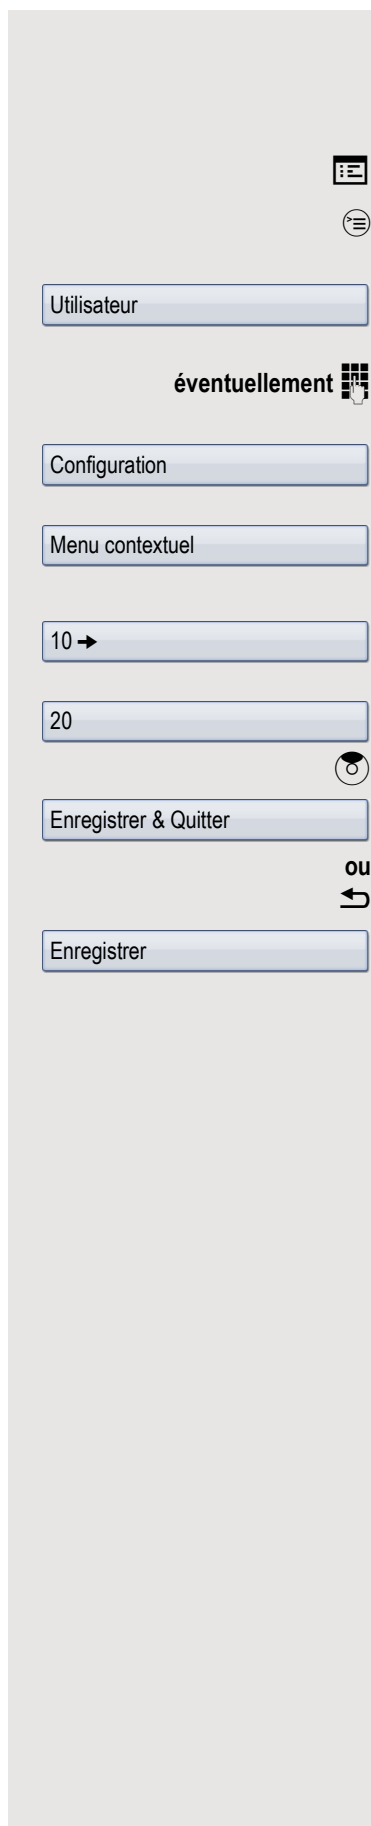 Utilisateur
éventuellement
Configuration
Menu contextuel
10 ➔
20
Enregistrer & Quitter
ou
Enregistrer